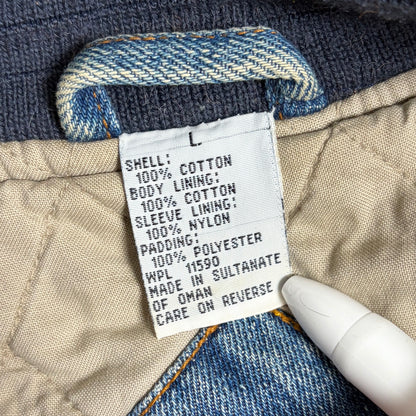 L
SHELL:
100% COTTON
BODY LINING:
100% COTTON
SLEEVE LINING:
100% NYLON
PADDING:
100% POLYESTER
WPL 11590
MADE IN SULTANATE
OF OMAN
CARE ON REVERSE